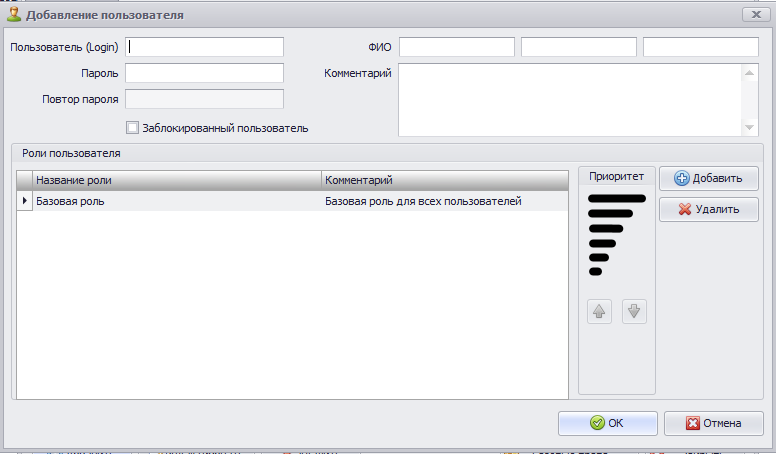 Добавление пользователя
Пользователь (Login)
ФИО
Пароль
Комментарий
Повтор пароля
Заблокированный пользователь
Роли пользователя
Название роли
Комментарий
Приоритет
Добавить
Базовая роль
Базовая роль для всех пользователей
Удалить
OK
Отмена